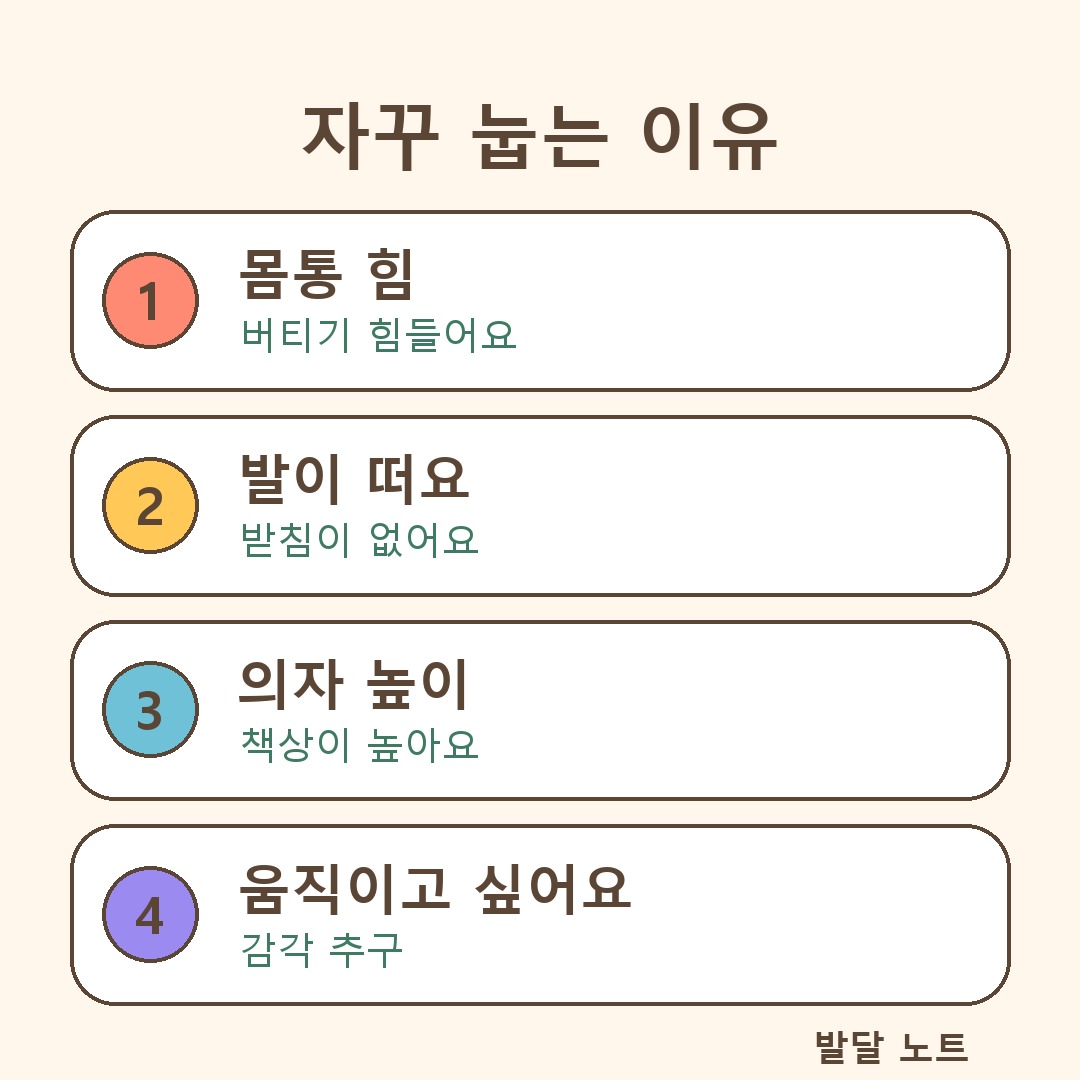 자꾸 눕는 이유
1
몸통 힘
버티기 힘들어요
2
발이 떠요
받침이 없어요
3
의자 높이
책상이 높아요
4
움직이고 싶어요
감각 추구
발달 노트